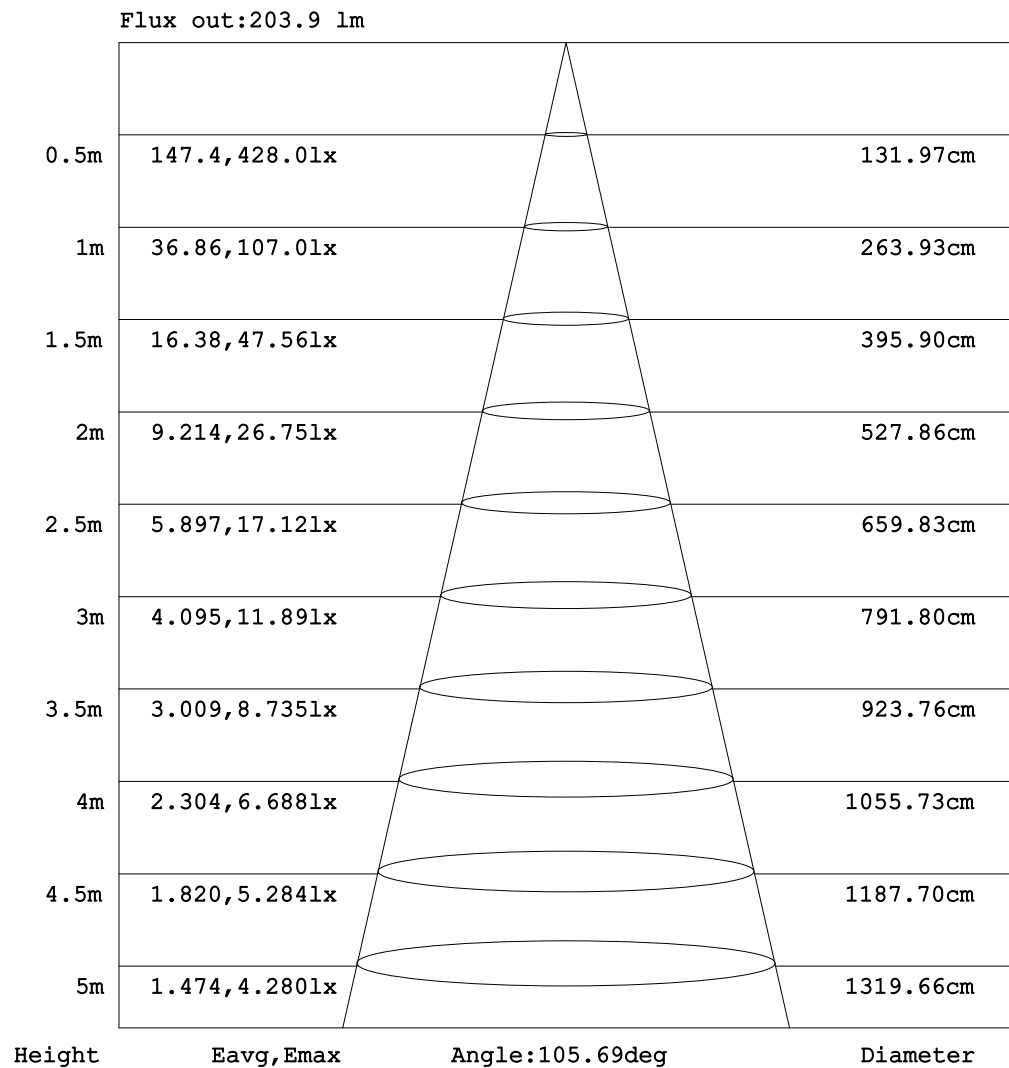 Flux out:203.9 lm
0.5m 147.4,428.0lx 131.97cm
1m 36.86,107.0lx 263.93cm
1.5m 16.38,47.56lx 395.90cm
2m 9.214,26.75lx 527.86cm
2.5m 5.897,17.12lx 659.83cm
3m 4.095,11.89lx 791.80cm
3.5m 3.009,8.735lx 923.76cm
4m 2.304,6.688lx 1055.73cm
4.5m 1.820,5.284lx 1187.70cm
5m 1.474,4.280lx 1319.66cm
Height Eavg,Emax Angle:105.69deg Diameter